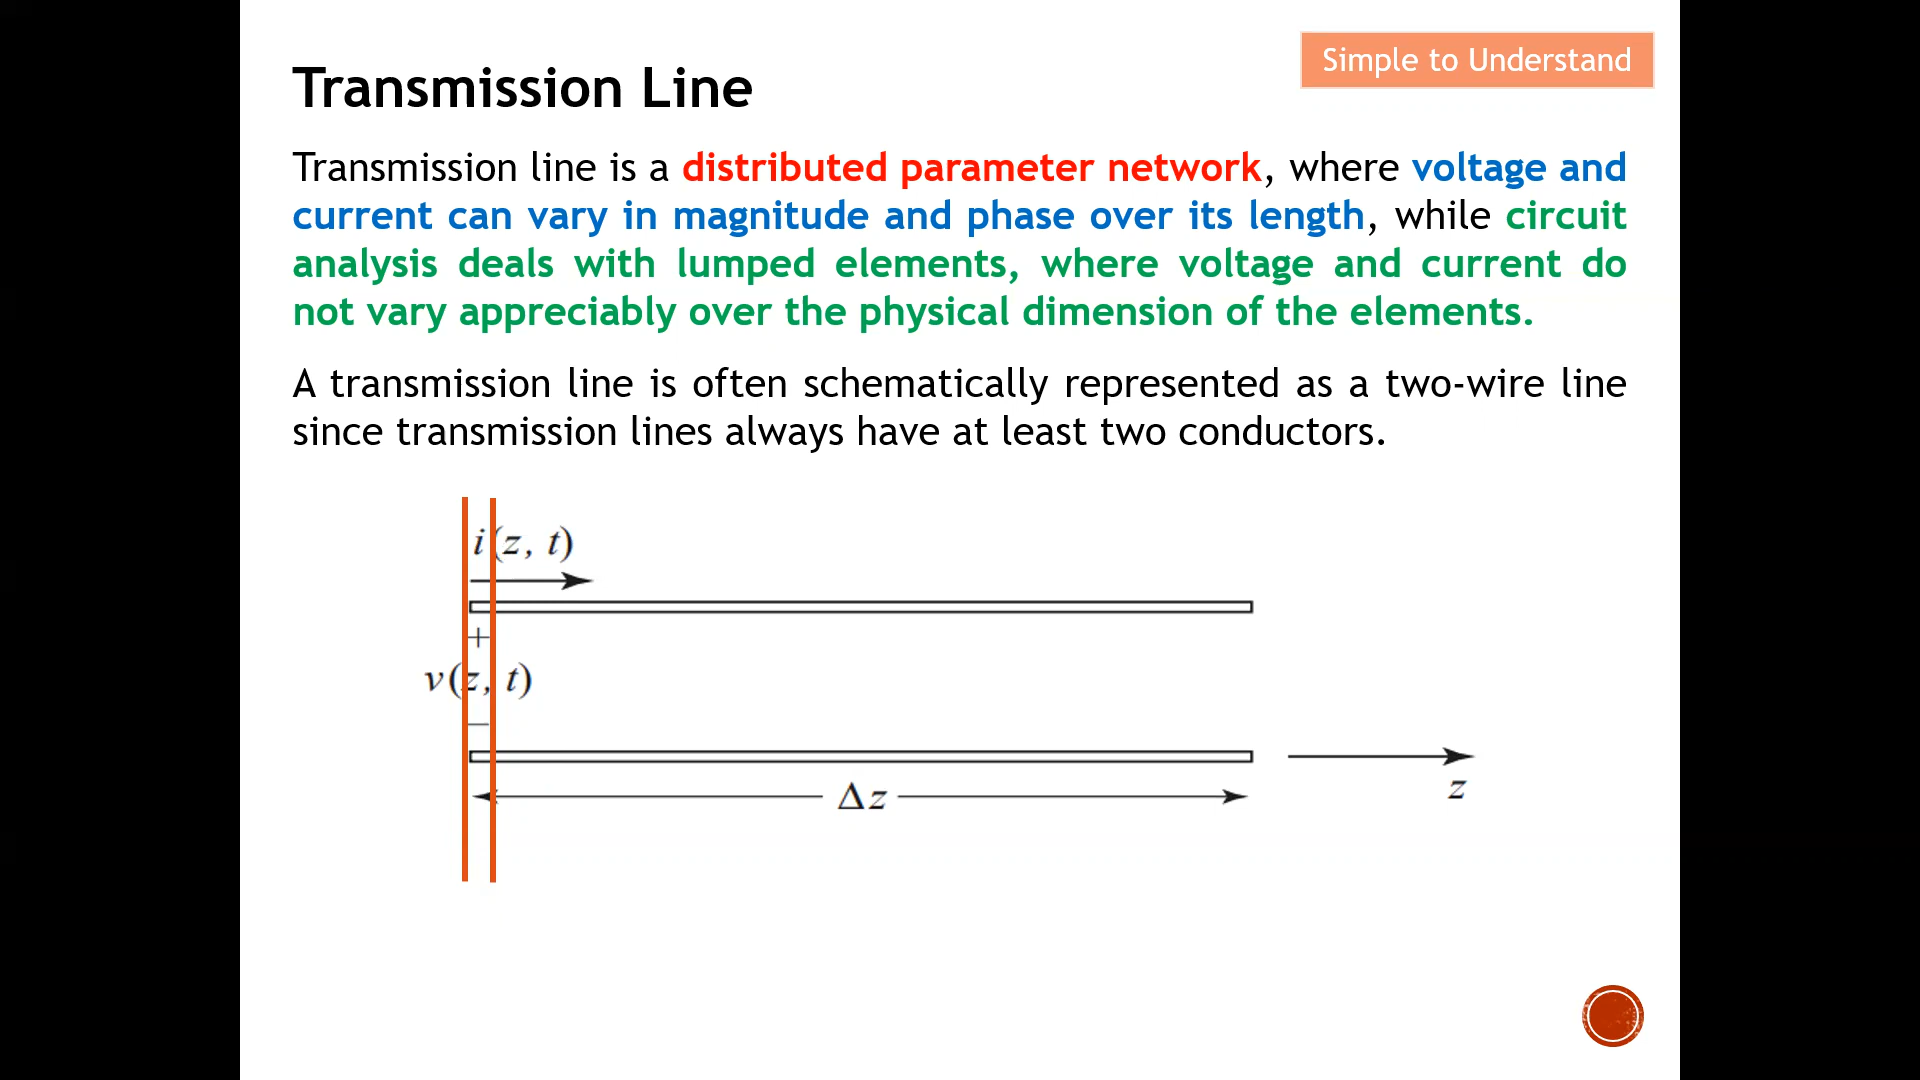 Simple to Understand
Transmission Line
Transmission line is a distributed parameter network, where voltage and
current can vary in magnitude and phase over its length, while circuit
analysis deals with lumped elements, where voltage and current do
not vary appreciably over the physical dimension of the elements.
A transmission line is often schematically represented as a two-wire line
since transmission lines always have at least two conductors.
i(z, t)
+
v(z, t)
−
Δz
z